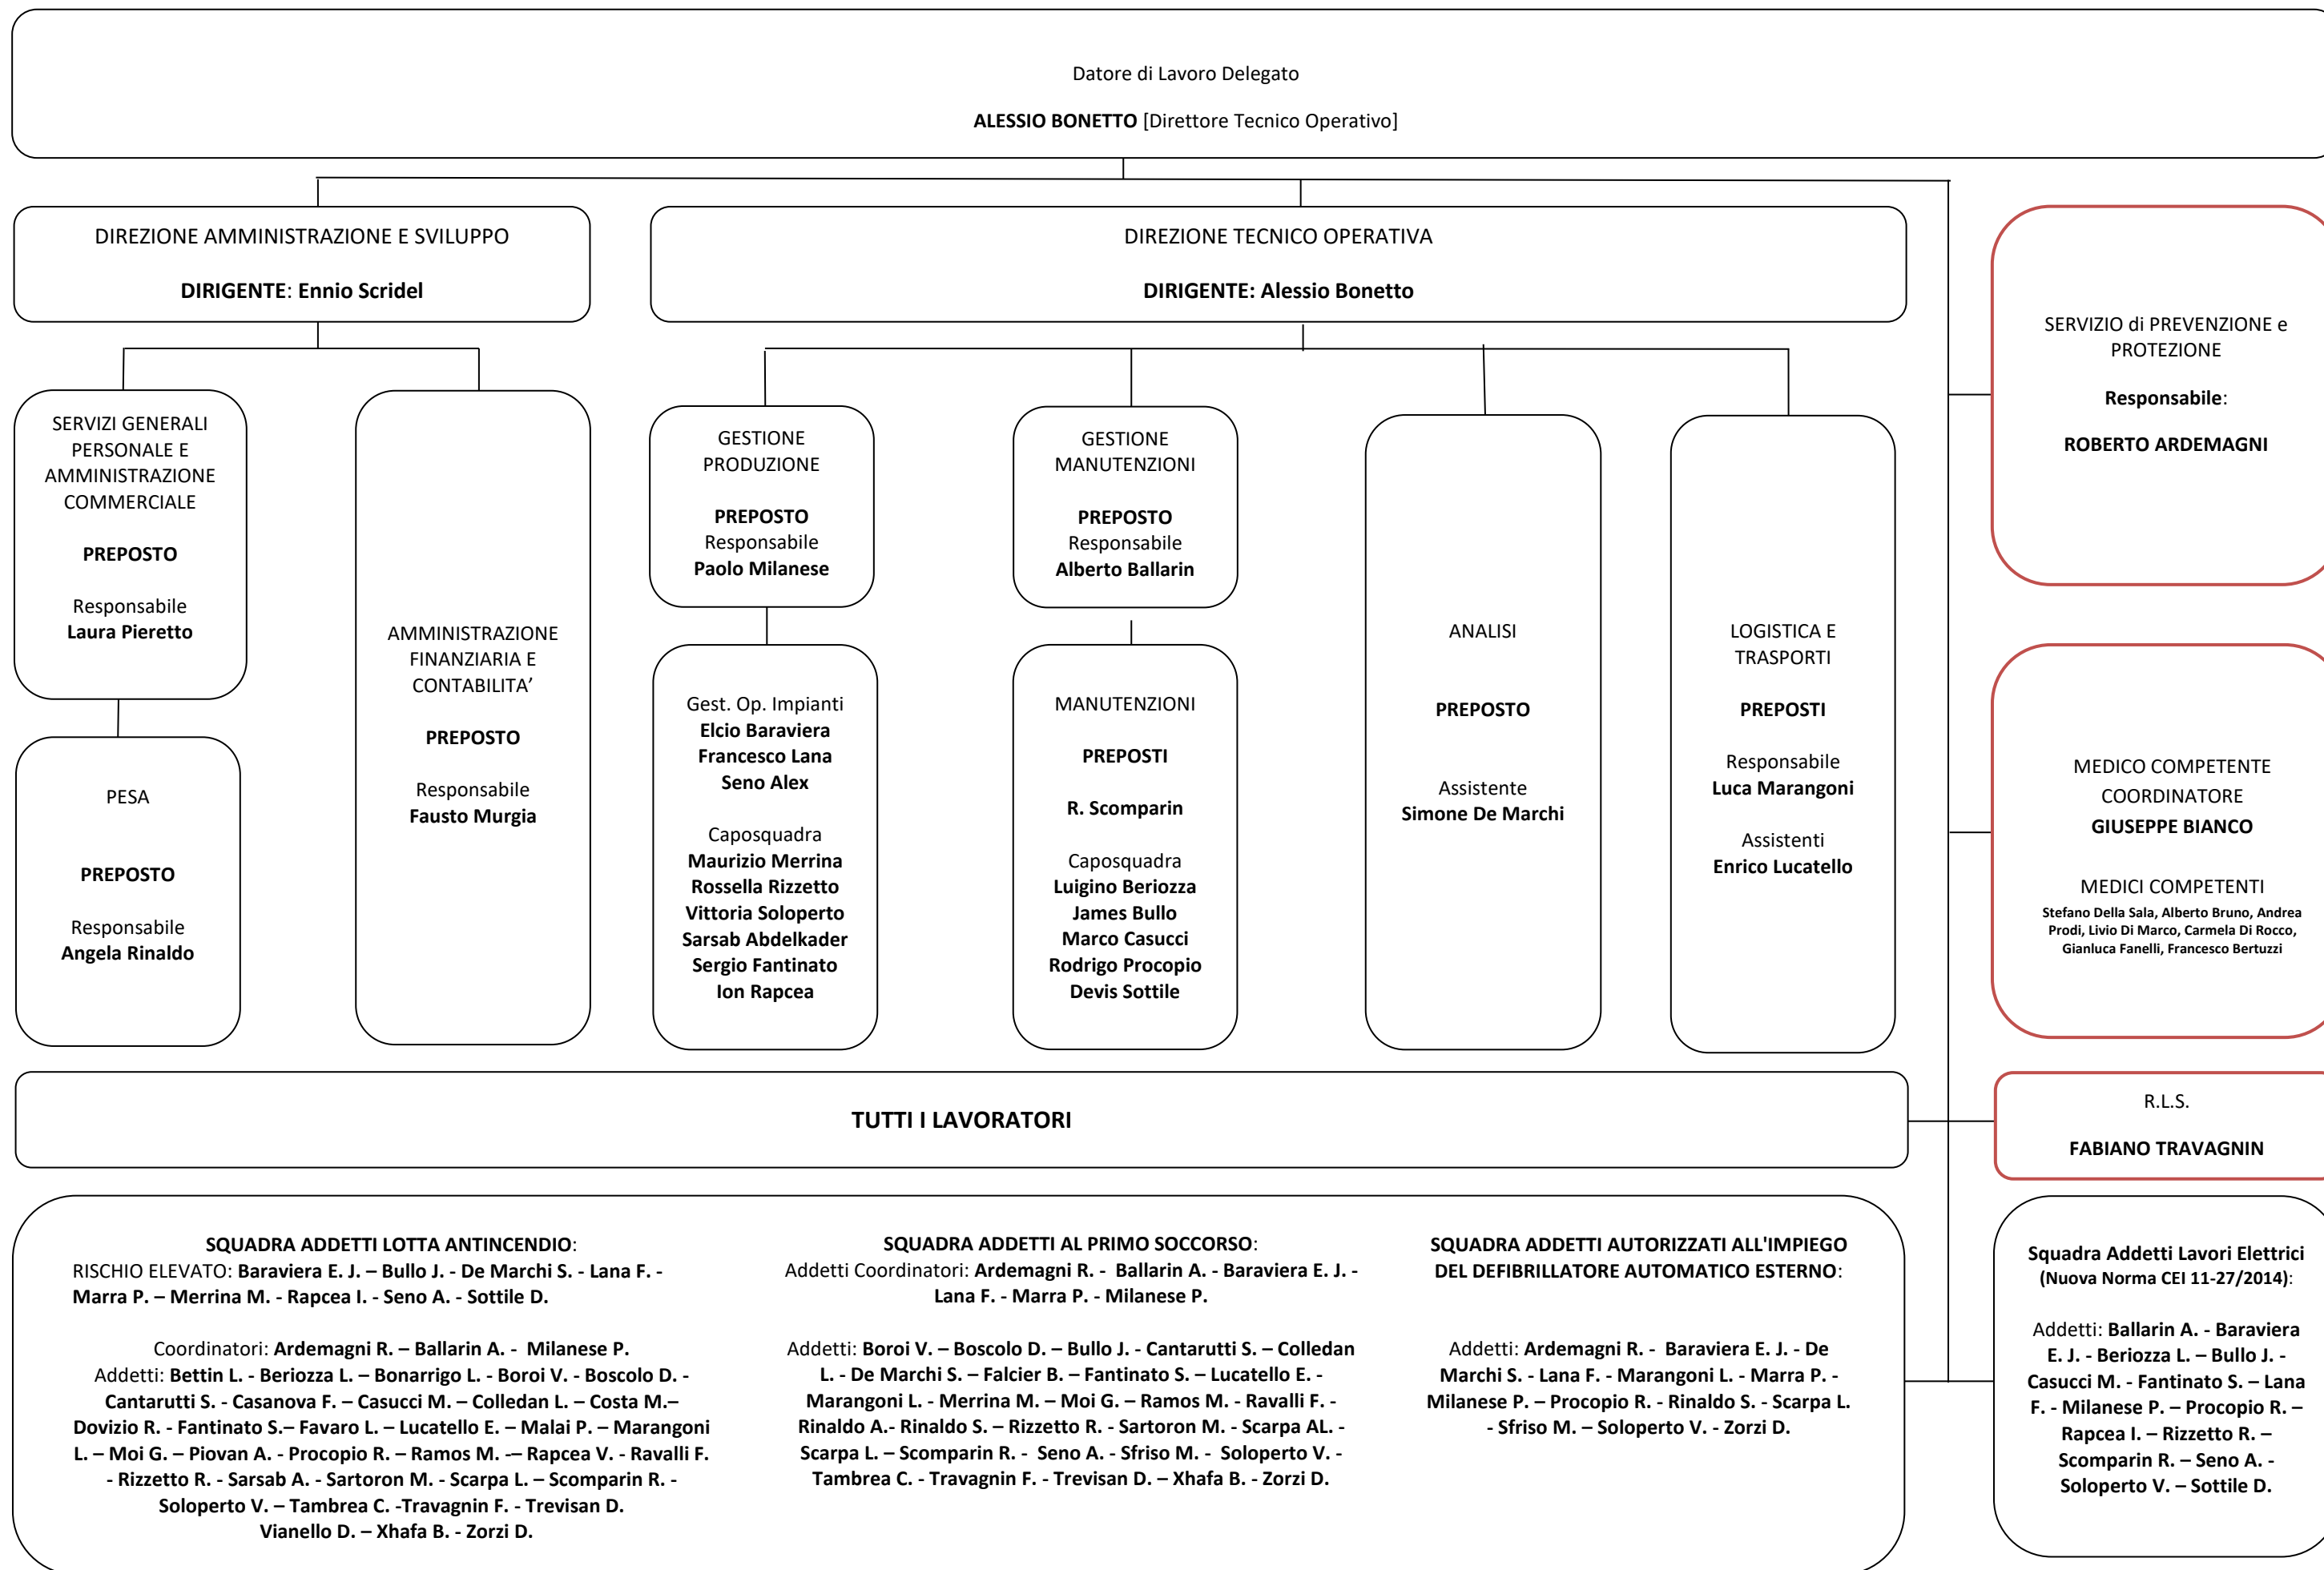 Datore di Lavoro Delegato
ALESSIO BONETTO [Direttore Tecnico Operativo]
DIREZIONE AMMINISTRAZIONE E SVILUPPO
DIRIGENTE: Ennio Scridel
DIREZIONE TECNICO OPERATIVA
DIRIGENTE: Alessio Bonetto
SERVIZIO di PREVENZIONE e
PROTEZIONE
Responsabile:
ROBERTO ARDEMAGNI
SERVIZI GENERALI
PERSONALE E
AMMINISTRAZIONE
COMMERCIALE
PREPOSTO
Responsabile
Laura Pieretto
PESA
PREPOSTO
Responsabile
Angela Rinaldo
AMMINISTRAZIONE
FINANZIARIA E
CONTABILITA’
PREPOSTO
Responsabile
Fausto Murgia
GESTIONE
PRODUZIONE
PREPOSTO
Responsabile
Paolo Milanese
Gest. Op. Impianti
Elcio Baraviera
Francesco Lana
Seno Alex
Caposquadra
Maurizio Merrina
Rossella Rizzetto
Vittoria Soloperto
Sarsab Abdelkader
Sergio Fantinato
Ion Rapcea
GESTIONE
MANUTENZIONI
PREPOSTO
Responsabile
Alberto Ballarin
MANUTENZIONI
PREPOSTI
R. Scomparin
Caposquadra
Luigino Beriozza
James Bullo
Marco Casucci
Rodrigo Procopio
Devis Sottile
ANALISI
PREPOSTO
Assistente
Simone De Marchi
LOGISTICA E
TRASPORTI
PREPOSTI
Responsabile
Luca Marangoni
Assistenti
Enrico Lucatello
MEDICO COMPETENTE
COORDINATORE
GIUSEPPE BIANCO
MEDICI COMPETENTI
Stefano Della Sala, Alberto Bruno, Andrea
Prodi, Livio Di Marco, Carmela Di Rocco,
Gianluca Fanelli, Francesco Bertuzzi
TUTTI I LAVORATORI
R.L.S.
FABIANO TRAVAGNIN
SQUADRA ADDETTI LOTTA ANTINCENDIO:
RISCHIO ELEVATO: Baraviera E. J. – Bullo J. - De Marchi S. - Lana F. -
Marra P. – Merrina M. - Rapcea I. - Seno A. - Sottile D.
Coordinatori: Ardemagni R. – Ballarin A. - Milanese P.
Addetti: Bettin L. - Beriozza L. – Bonarrigo L. - Boroi V. - Boscolo D. -
Cantarutti S. - Casanova F. – Casucci M. – Colledan L. – Costa M.–
Dovizio R. - Fantinato S.– Favaro L. – Lucatello E. – Malai P. – Marangoni
L. – Moi G. – Piovan A. - Procopio R. – Ramos M. -– Rapcea V. - Ravalli F.
- Rizzetto R. - Sarsab A. - Sartoron M. - Scarpa L. – Scomparin R. -
Soloperto V. – Tambrea C. -Travagnin F. - Trevisan D.
Vianello D. – Xhafa B. - Zorzi D.
SQUADRA ADDETTI AL PRIMO SOCCORSO:
Addetti Coordinatori: Ardemagni R. - Ballarin A. - Baraviera E. J. -
Lana F. - Marra P. - Milanese P.
Addetti: Boroi V. – Boscolo D. – Bullo J. - Cantarutti S. – Colledan
L. - De Marchi S. – Falcier B. – Fantinato S. – Lucatello E. -
Marangoni L. - Merrina M. - Moi G. - Ramos M. - Ravalli F. -
Rinaldo A.- Rinaldo S. – Rizzetto R. - Sartoron M. - Scarpa AL. -
Scarpa L. – Scomparin R. - Seno A. - Sfriso M. - Soloperto V. -
Tambrea C. - Travagnin F. - Trevisan D. – Xhafa B. - Zorzi D.
SQUADRA ADDETTI AUTORIZZATI ALL'IMPIEGO
DEL DEFIBRILLATORE AUTOMATICO ESTERNO:
Addetti: Ardemagni R. - Baraviera E. J. - De
Marchi S. - Lana F. - Marangoni L. - Marra P. -
Milanese P. – Procopio R. - Rinaldo S. - Scarpa L.
- Sfriso M. – Soloperto V. - Zorzi D.
Squadra Addetti Lavori Elettrici
(Nuova Norma CEI 11-27/2014):
Addetti: Ballarin A. - Baraviera
E. J. - Beriozza L. – Bullo J. -
Casucci M. - Fantinato S. – Lana
F. - Milanese P. – Procopio R. –
Rapcea I. – Rizzetto R. –
Scomparin R. – Seno A. -
Soloperto V. – Sottile D.